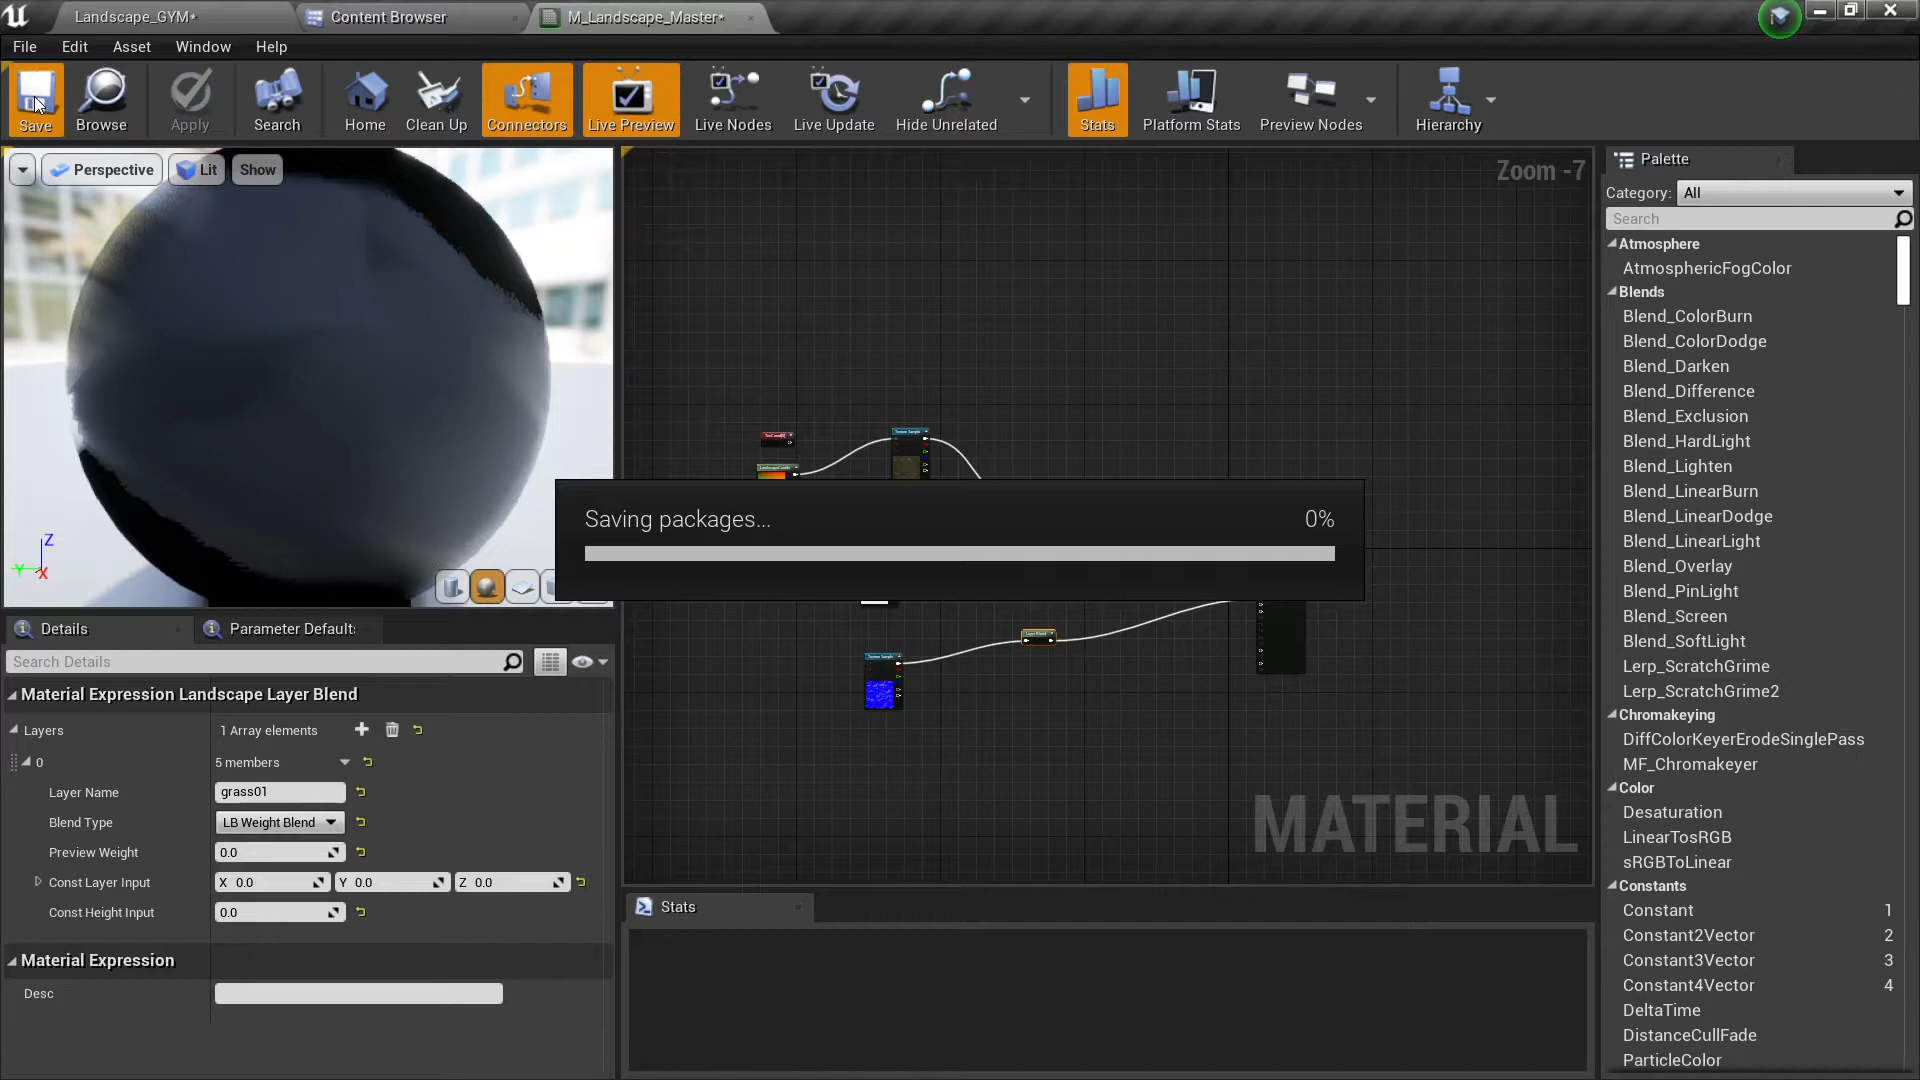 Landscape_GYM*
Content Browser
M_Landscape_Master*
File Edit Asset Window Help
Save Browse Apply Search Home Clean Up Connectors Live Preview Live Nodes Live Update Hide Unrelated Stats Platform Stats Preview Nodes Hierarchy
Perspective Lit Show
Zoom -7
Palette
Category: All
Search
Atmosphere
AtmosphericFogColor
Blends
Blend_ColorBurn
Blend_ColorDodge
Blend_Darken
Blend_Difference
Blend_Exclusion
Blend_HardLight
Blend_Lighten
Blend_LinearBurn
Blend_LinearDodge
Blend_LinearLight
Blend_Overlay
Blend_PinLight
Blend_Screen
Blend_SoftLight
Lerp_ScratchGrime
Lerp_ScratchGrime2
Chromakeying
DiffColorKeyerErodeSinglePass
MF_Chromakeyer
Color
Desaturation
LinearTosRGB
sRGBToLinear
Constants
Constant 1
Constant2Vector 2
Constant3Vector 3
Constant4Vector 4
DeltaTime
DistanceCullFade
ParticleColor
Texture Sample
Saving packages... 0%
Layer Blend
Texture Sample
MATERIAL
Z
Y
X
Details
Parameter Default
Search Details
Material Expression Landscape Layer Blend
Layers 1 Array elements
0 5 members
Layer Name grass01
Blend Type LB Weight Blend
Preview Weight 0.0
Const Layer Input X 0.0 Y 0.0 Z 0.0
Const Height Input 0.0
Material Expression
Desc
Stats